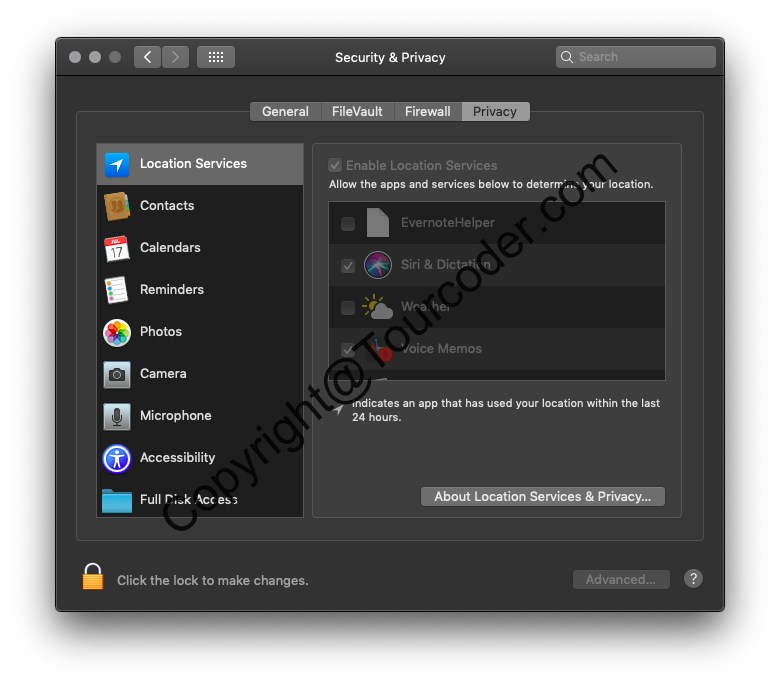 Security & Privacy
Search
General
FileVault
Firewall
Privacy
Location Services
Contacts
Calendars
JUL
17
Reminders
Photos
Camera
Microphone
Accessibility
Full Disk Access
Enable Location Services
Allow the apps and services below to determine your location.
EvernoteHelper
Siri & Dictation
Weather
Voice Memos
Indicates an app that has used your location within the last
24 hours.
About Location Services & Privacy...
Click the lock to make changes.
Advanced...
?
Copyright@Tourcoder.com